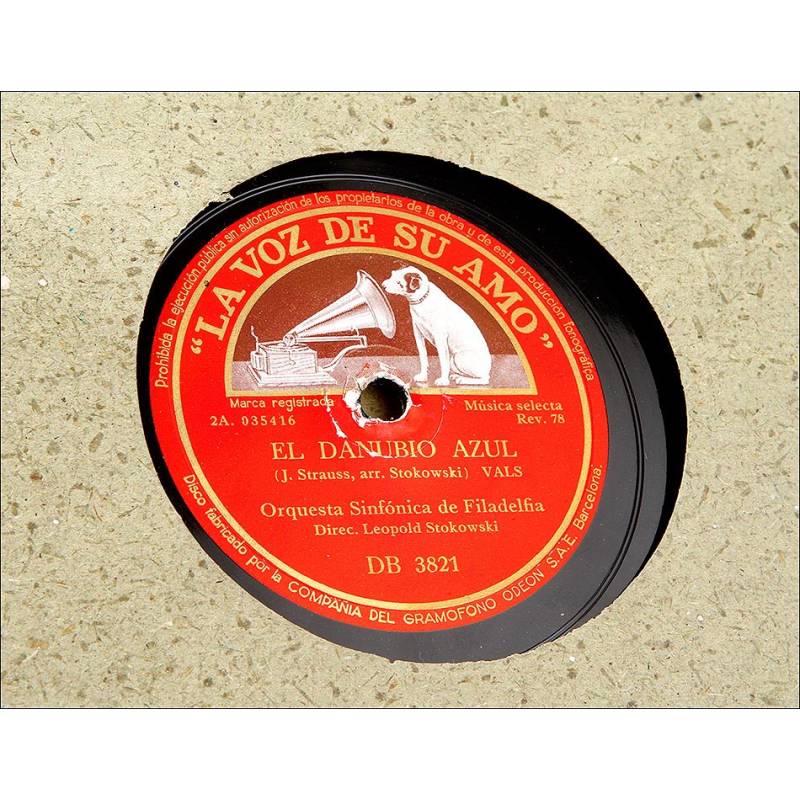 Prohibida la ejecución pública sin autorización de los propietarios de la obra y de esta producción fonográfica
"LA VOZ DE SU AMO"
Marca registrada
Música selecta
2A. 035416
Rev. 78
EL DANUBIO AZUL
(J. Strauss, arr. Stokowski) VALS
Orquesta Sinfónica de Filadelfia
Direc. Leopold Stokowski
DB 3821
Disco fabricado por la COMPAÑIA DEL GRAMOFONO ODEON S.A.E. Barcelona.